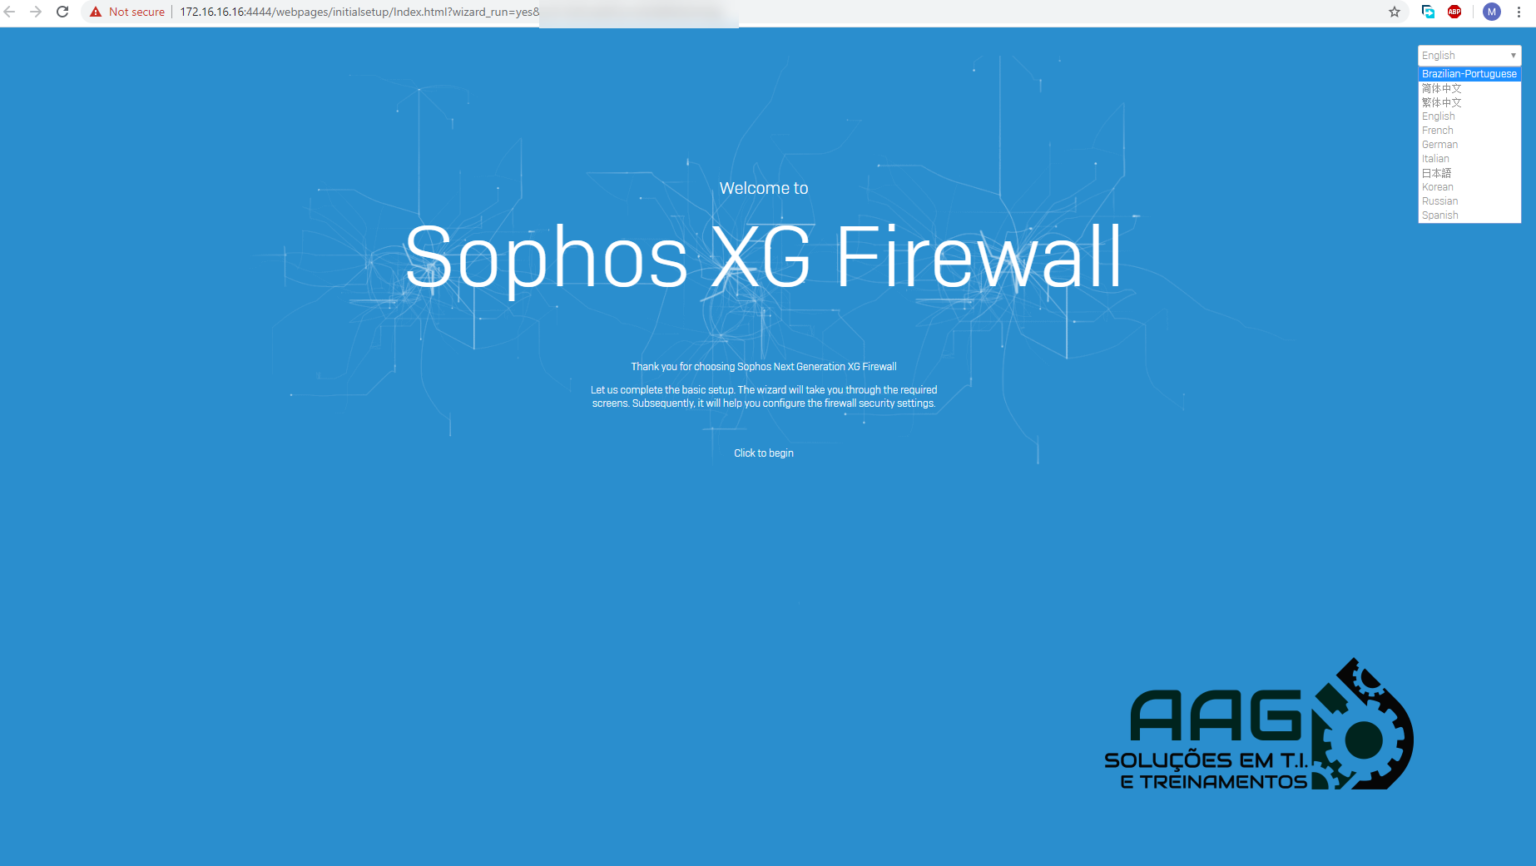 Not secure | 172.16.16.16:4444/webpages/initialsetup/Index.html?wizard_run=yes&
ABP
M
English
Brazilian-Portuguese
简体中文
繁体中文
English
French
German
Italian
日本語
Korean
Russian
Spanish
Welcome to
Sophos XG Firewall
Thank you for choosing Sophos Next Generation XG Firewall
Let us complete the basic setup. The wizard will take you through the required
screens. Subsequently, it will help you configure the firewall security settings.
Click to begin
AAG
SOLUÇÕES EM T.I.
E TREINAMENTOS